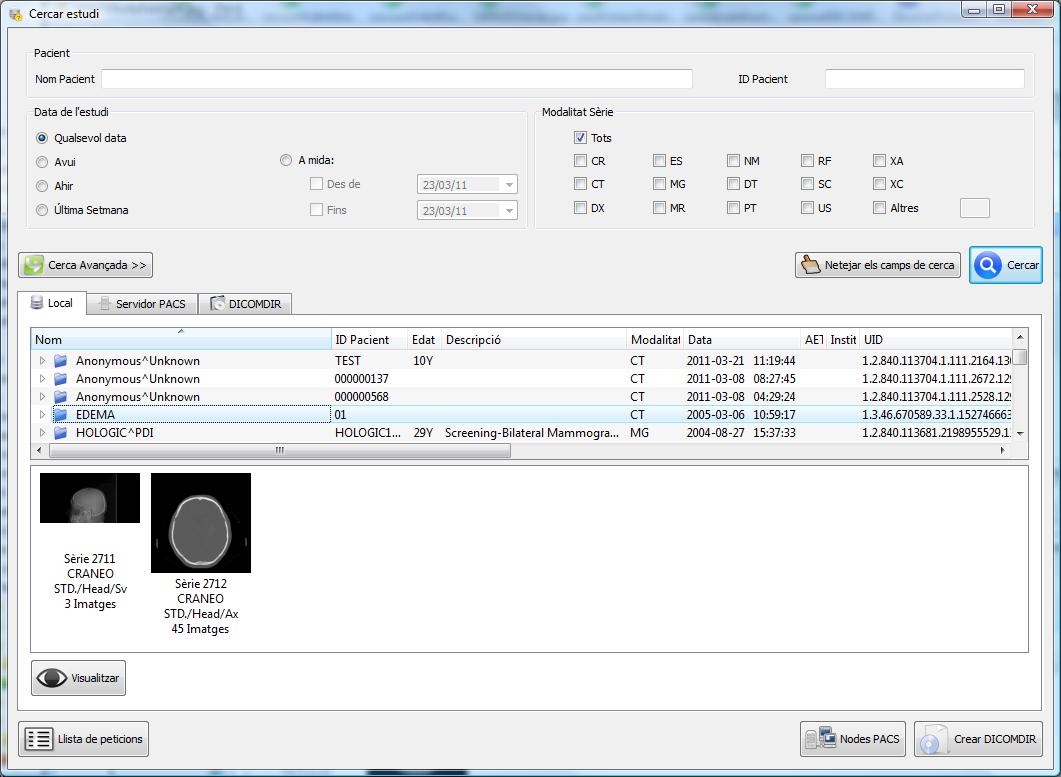 Cercar estudi
Pacient
Nom Pacient ID Pacient
Data de l'estudi Modalitat Sèrie
Qualsevol data Tots
Avui A mida: CR ES NM RF XA
Ahir Des de 23/03/11 CT MG DT SC XC
Última Setmana Fins 23/03/11 DX MR PT US Altres
Cerca Avançada >> Netejar els camps de cerca Cercar
Local Servidor PACS DICOMDIR
Nom ID Pacient Edat Descripció Modalitat Data AET Instit UID
Anonymous^Unknown TEST 10Y CT 2011-03-21 11:19:44 1.2.840.113704.1.111.2164.130
Anonymous^Unknown 000000137 CT 2011-03-08 08:27:45 1.2.840.113704.1.111.2672.129
Anonymous^Unknown 000000568 CT 2011-03-08 04:29:24 1.2.840.113704.1.111.2528.129
EDEMA 01 CT 2005-03-06 10:59:17 1.3.46.670589.33.1.152746663
HOLOGIC^PDI HOLOGIC1... 29Y Screening-Bilateral Mammogra... MG 2004-08-27 15:37:33 1.2.840.113681.2198955529.1
Sèrie 2711
CRANEO
STD./Head/Sv
3 Imatges
Sèrie 2712
CRANEO
STD./Head/Ax
45 Imatges
Visualitzar
Llista de peticions Nodes PACS Crear DICOMDIR